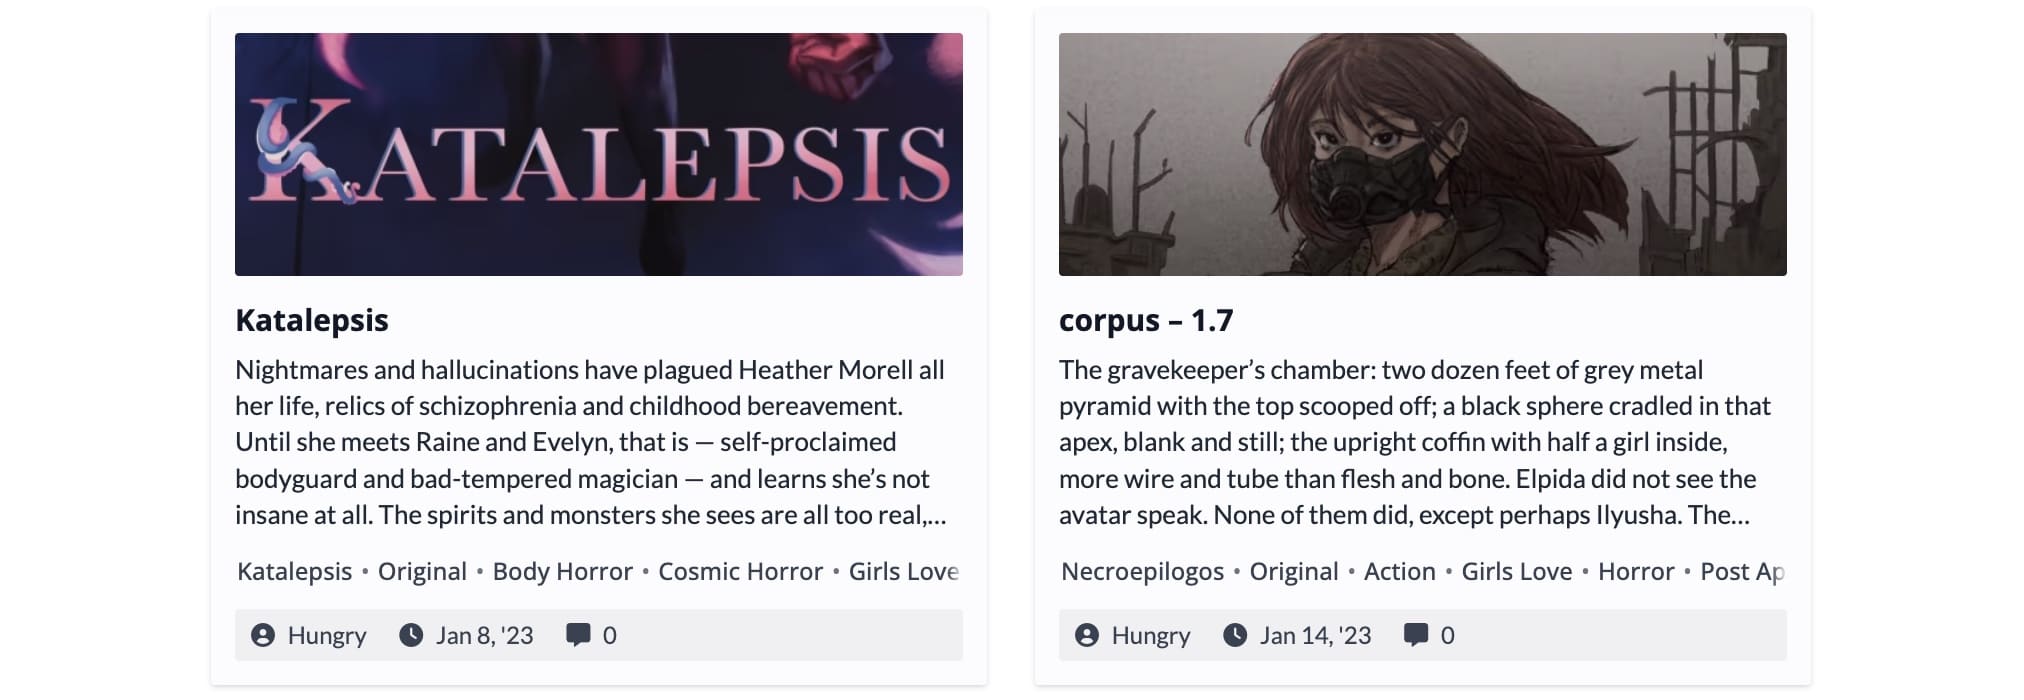 KATALEPSIS
Katalepsis
Nightmares and hallucinations have plagued Heather Morell all
her life, relics of schizophrenia and childhood bereavement.
Until she meets Raine and Evelyn, that is — self-proclaimed
bodyguard and bad-tempered magician — and learns she’s not
insane at all. The spirits and monsters she sees are all too real,…
Katalepsis • Original • Body Horror • Cosmic Horror • Girls Love
Hungry Jan 8, '23 0
corpus – 1.7
The gravekeeper’s chamber: two dozen feet of grey metal
pyramid with the top scooped off; a black sphere cradled in that
apex, blank and still; the upright coffin with half a girl inside,
more wire and tube than flesh and bone. Elpida did not see the
avatar speak. None of them did, except perhaps Ilyusha. The…
Necroepilogos • Original • Action • Girls Love • Horror • Post Ap
Hungry Jan 14, '23 0